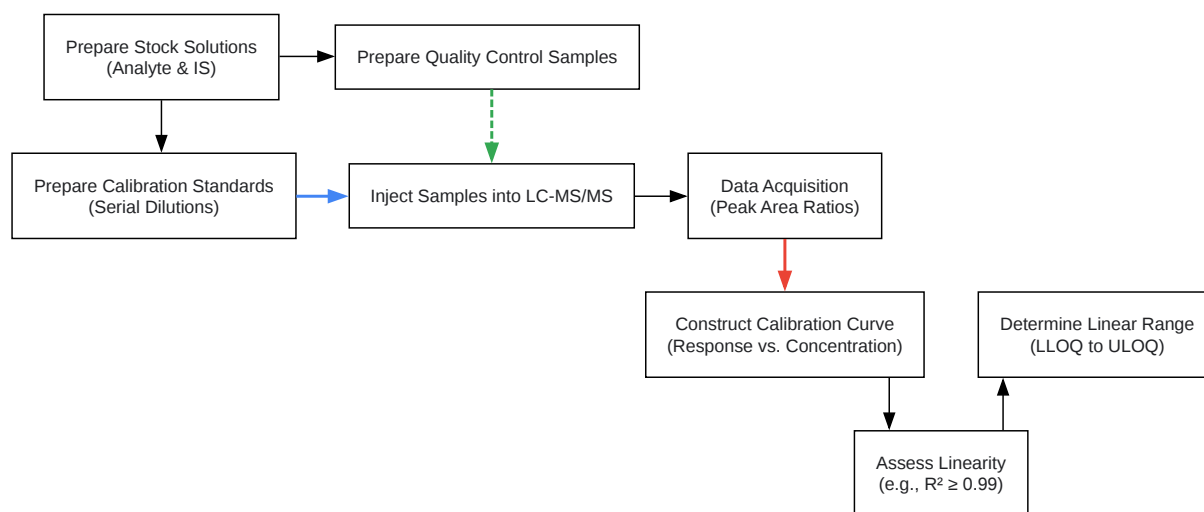 Prepare Stock Solutions
(Analyte & IS)
Prepare Quality Control Samples
Prepare Calibration Standards
(Serial Dilutions)
Inject Samples into LC-MS/MS
Data Acquisition
(Peak Area Ratios)
Construct Calibration Curve
(Response vs. Concentration)
Determine Linear Range
(LLOQ to ULOQ)
Assess Linearity
(e.g., R² ≥ 0.99)